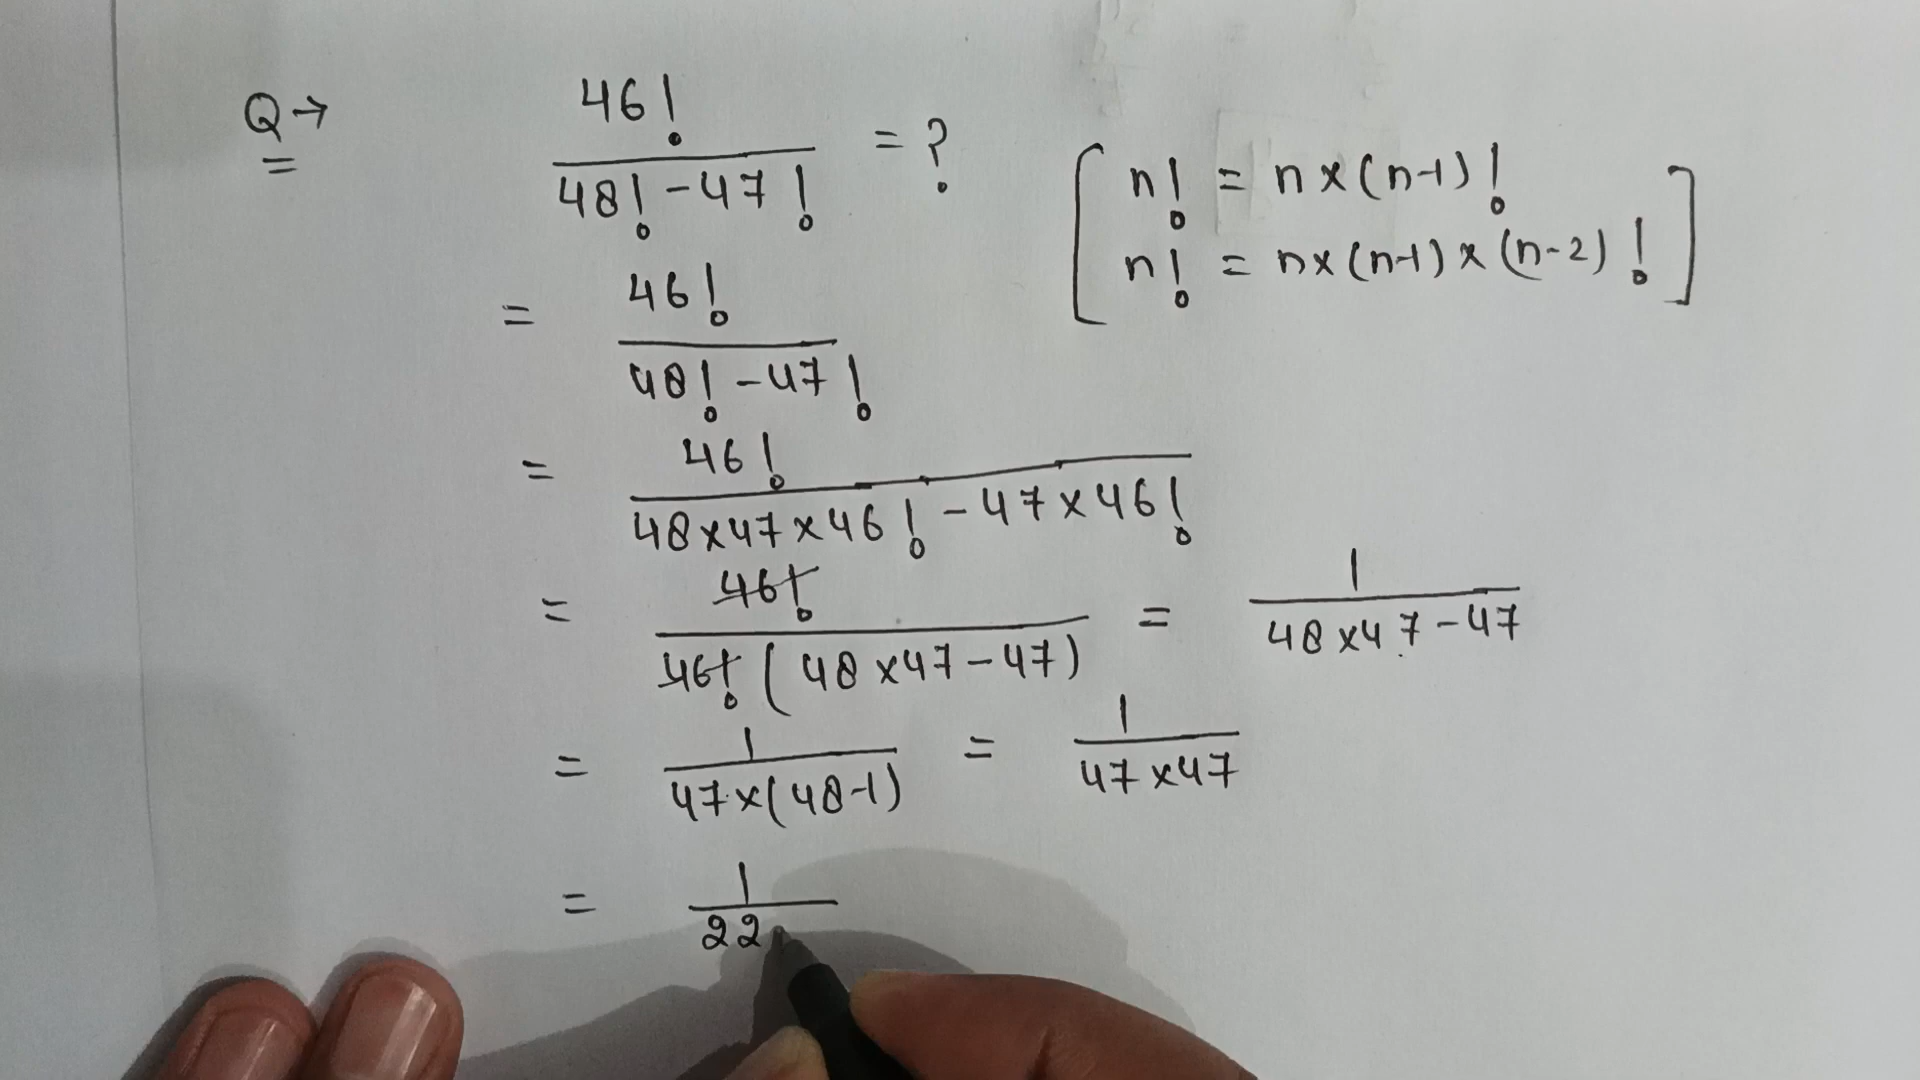 Q → 46! / (48! - 47!) = ?
[ n! = n × (n-1)!
n! = n × (n-1) × (n-2)! ]
= 46! / (48! - 47!)
= 46! / (48 × 47 × 46! - 47 × 46!)
= 46! / (46! (48 × 47 - 47)) = 1 / (48 × 47 - 47)
= 1 / (47 × (48-1)) = 1 / (47 × 47)
= 1 / 22